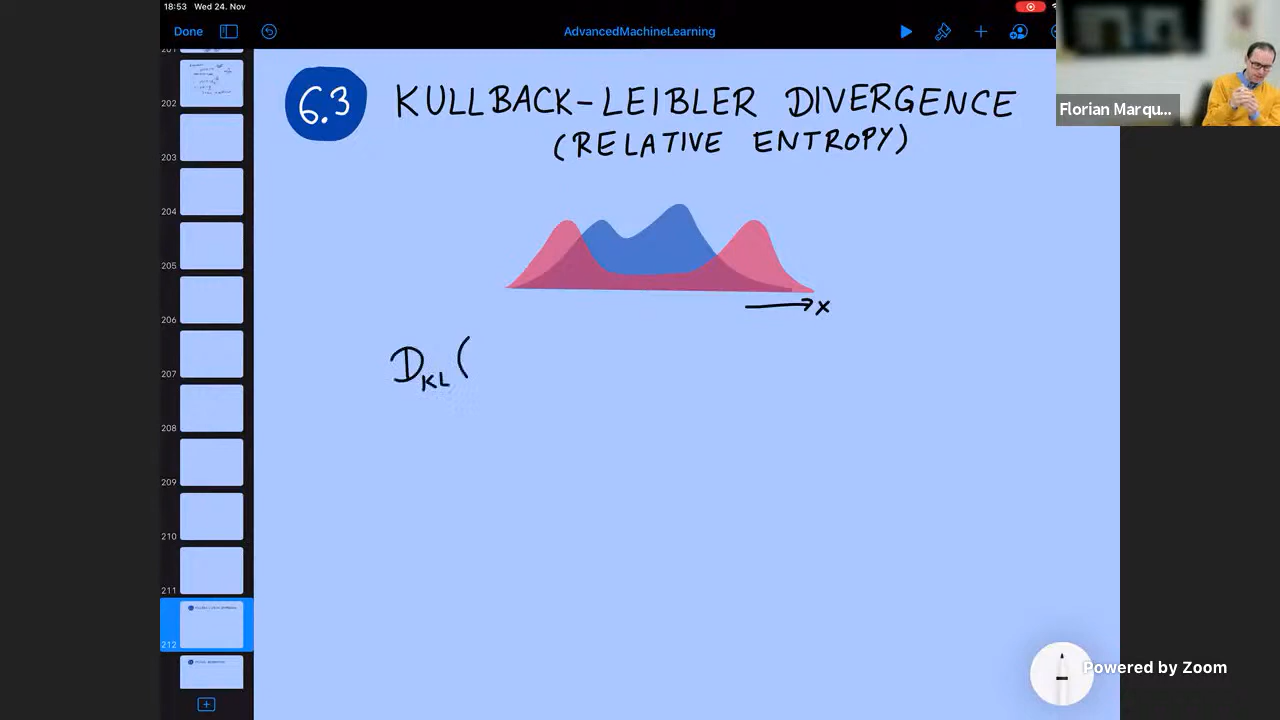 18:53 Wed 24. Nov
Done
AdvancedMachineLearning
6.3 KULLBACK-LEIBLER DIVERGENCE
(RELATIVE ENTROPY)
Florian Marqu...
x
D_KL (
201
202
203
204
205
206
207
208
209
210
211
212
Powered by Zoom